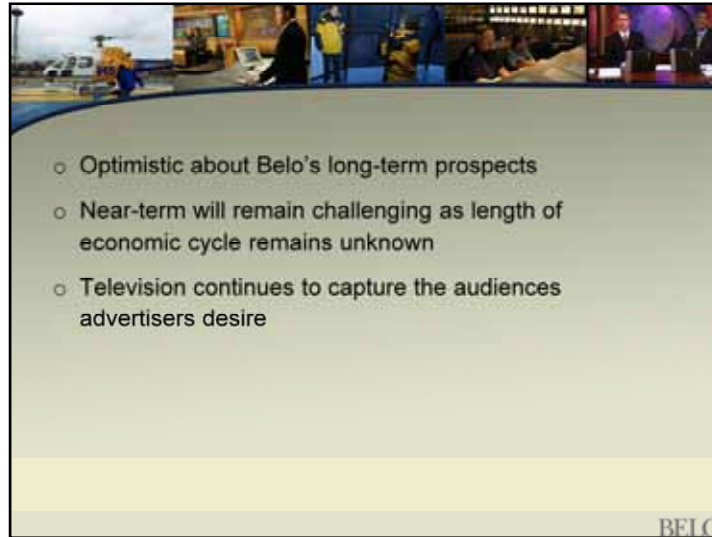 o Optimistic about Belo's long-term prospects
o Near-term will remain challenging as length of
economic cycle remains unknown
o Television continues to capture the audiences
advertisers desire
BELO